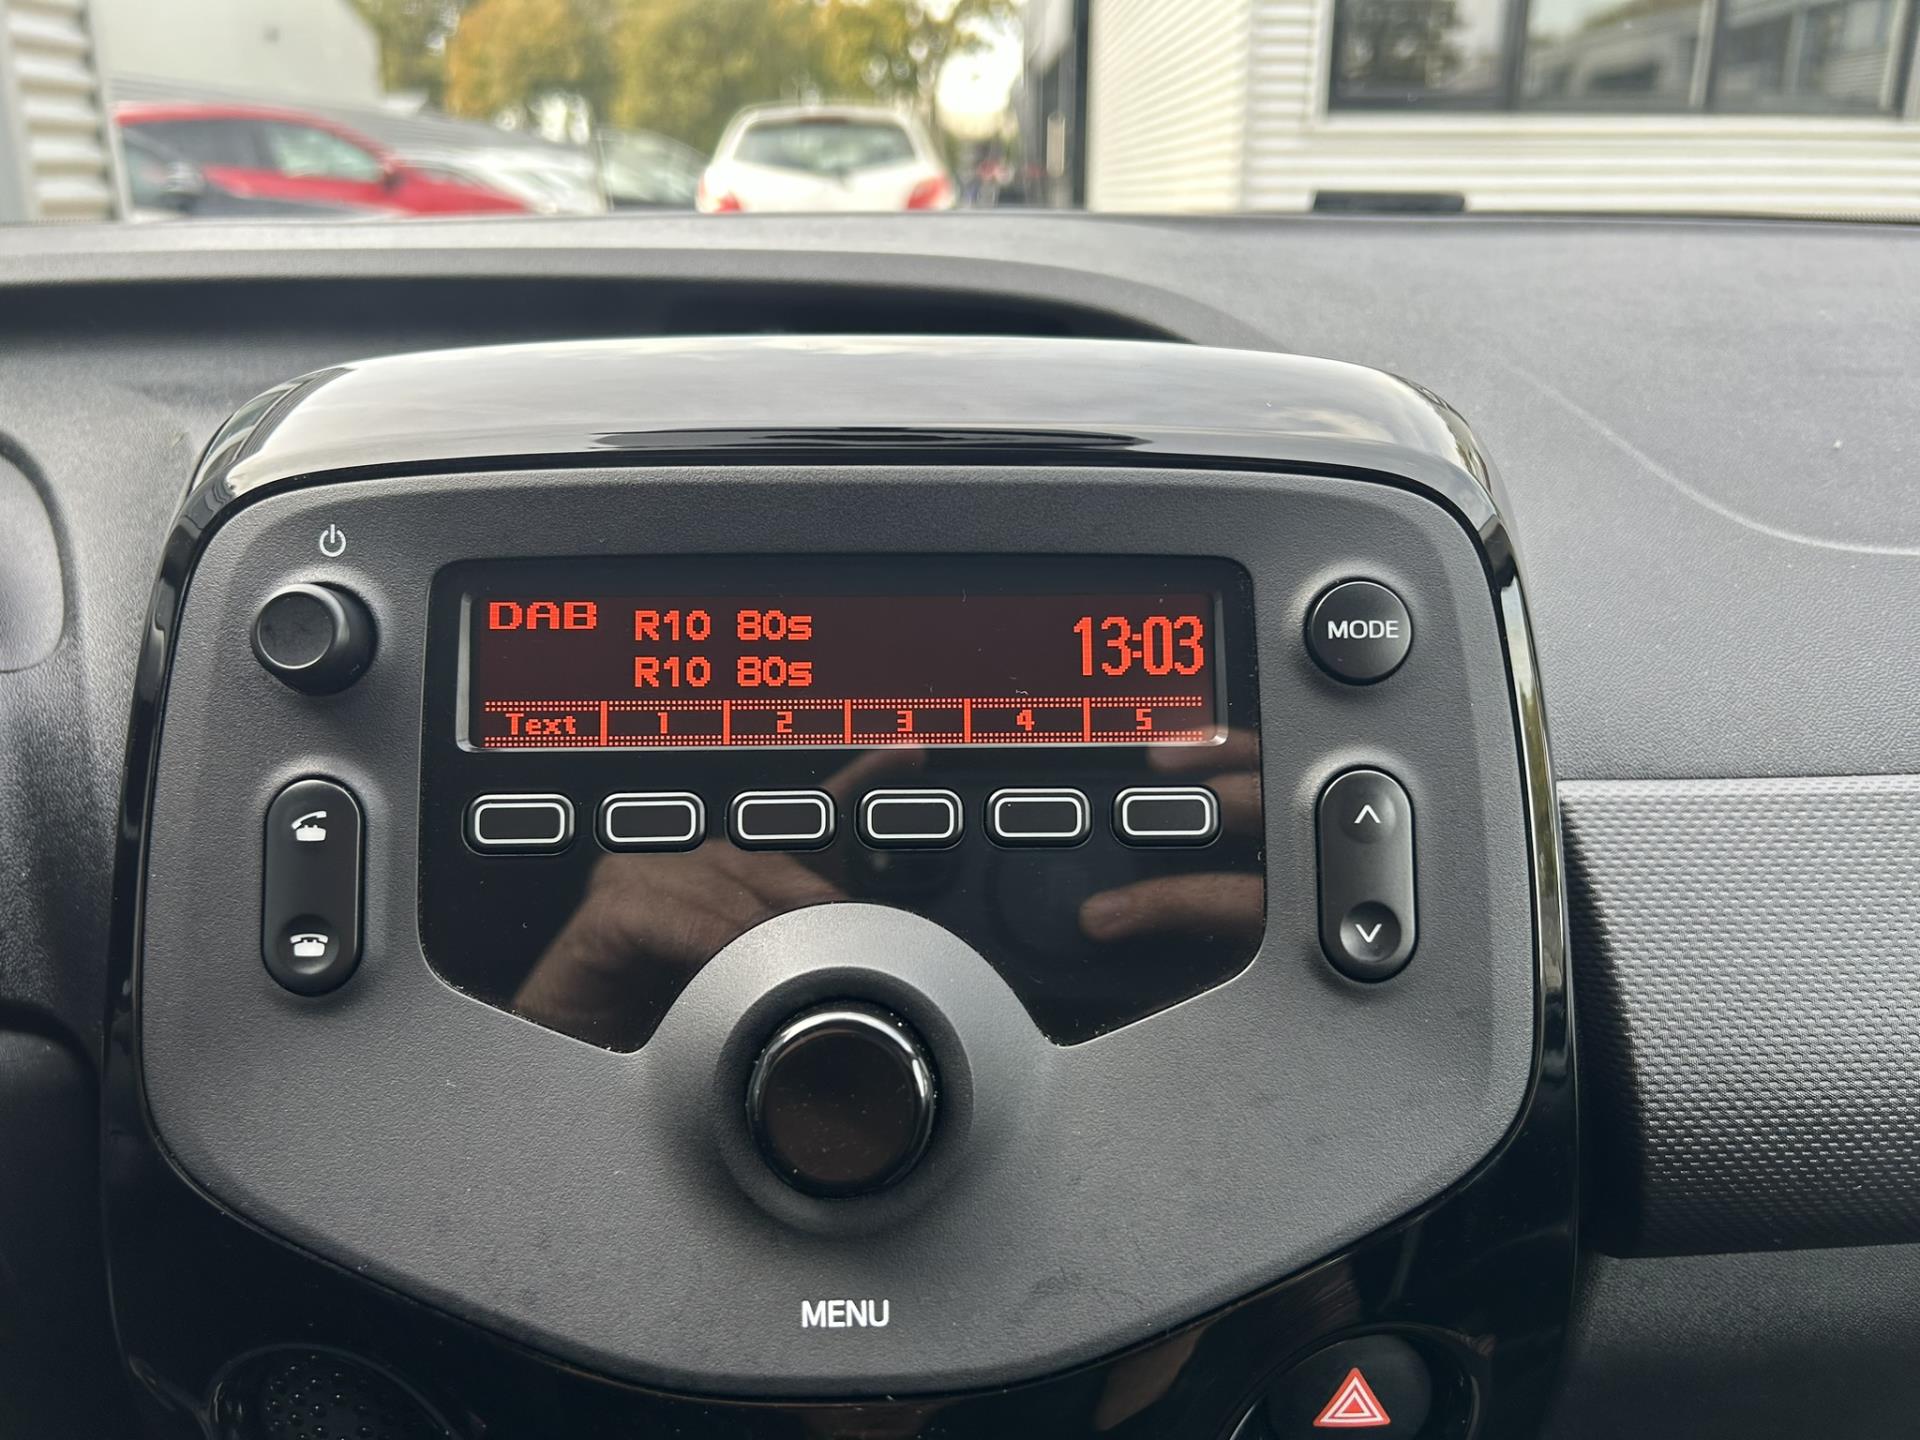 DAB R10 80s 13:03
R10 80s
Text 1 2 3 4 5
MODE
MENU